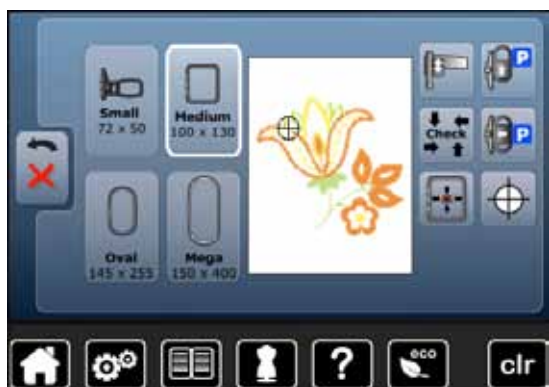 Small
72 x 50
Medium
100 x 130
Oval
145 x 255
Mega
150 x 400
P
Check
P
?
eco
clr